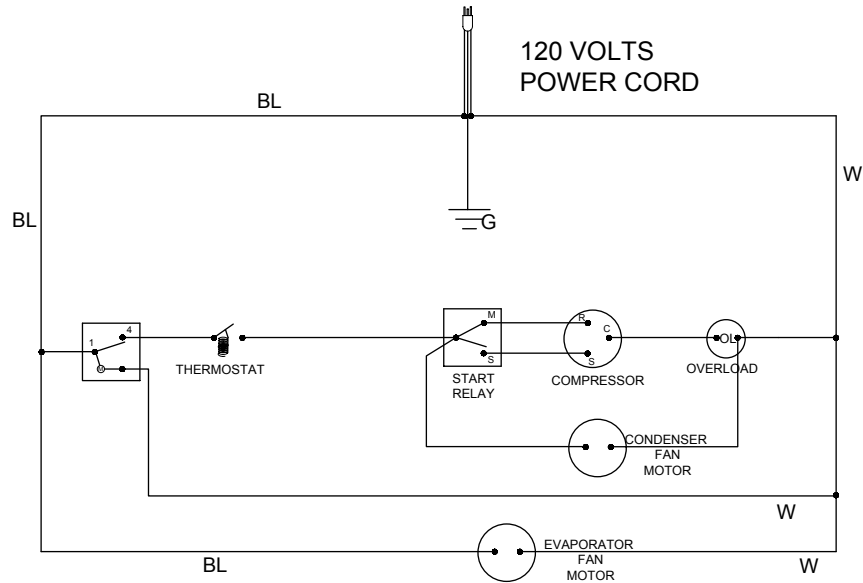 120 VOLTS
POWER CORD
BL
W
BL
G
4
1
M
THERMOSTAT
M
S
START
RELAY
R
C
S
COMPRESSOR
OL
OVERLOAD
CONDENSER
FAN
MOTOR
W
BL
EVAPORATOR
FAN
MOTOR
W